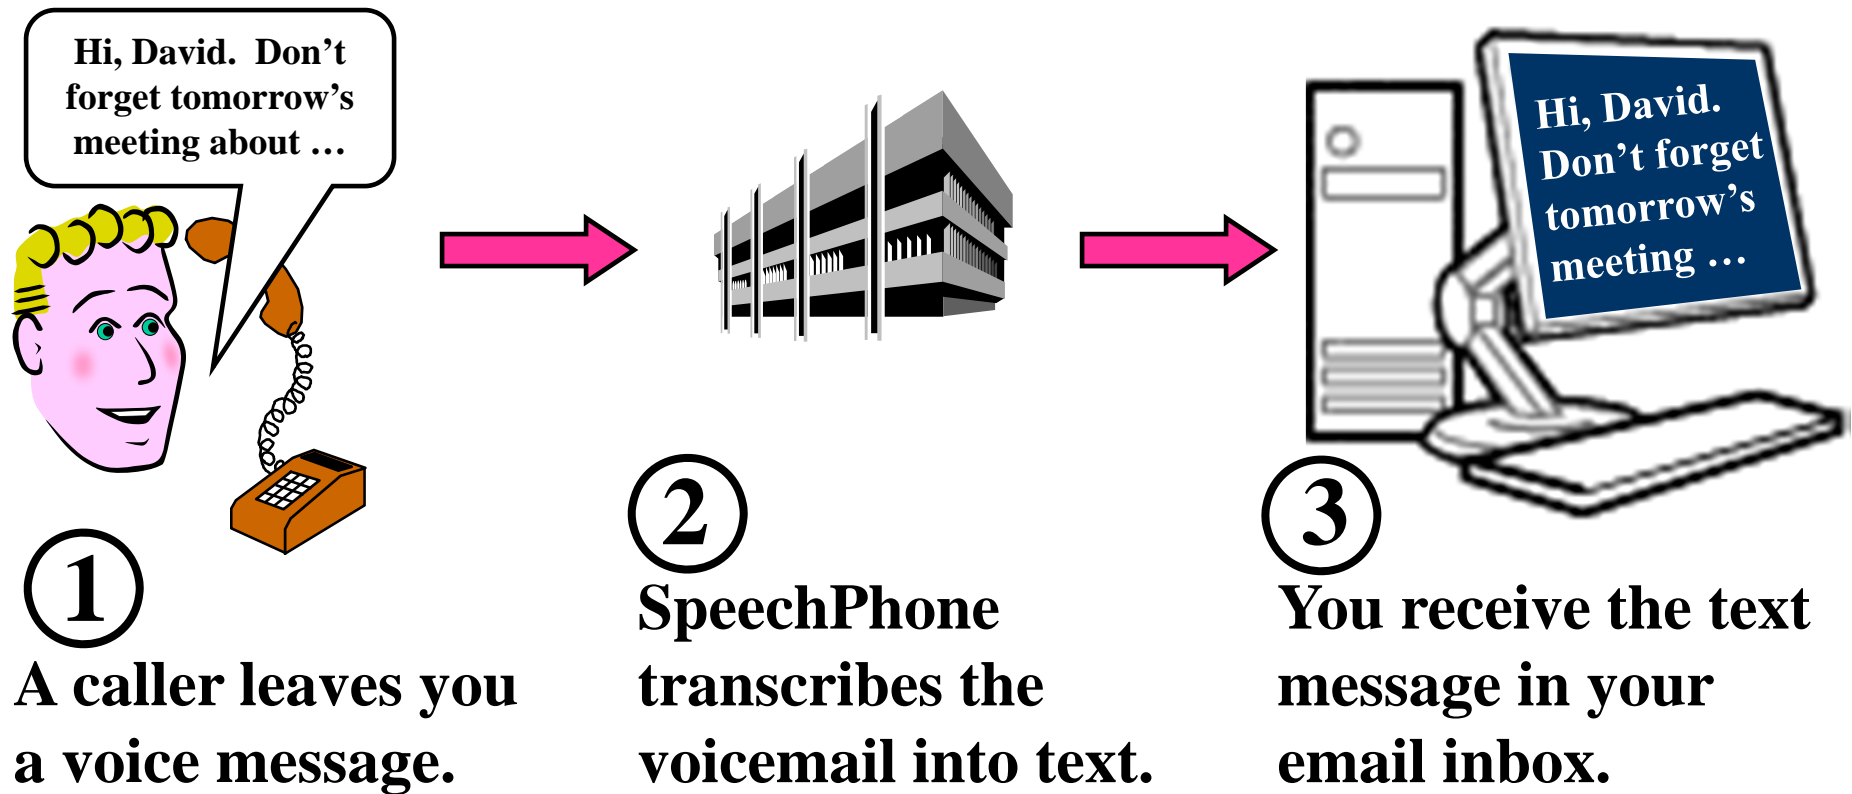 Hi, David.  Don’t
forget tomorrow’s
meeting about …
Hi, David.
Don’t forget
tomorrow’s
meeting …
1
A caller leaves you
a voice message.
2
SpeechPhone
transcribes the
voicemail into text.
3
You receive the text
message in your
email inbox.